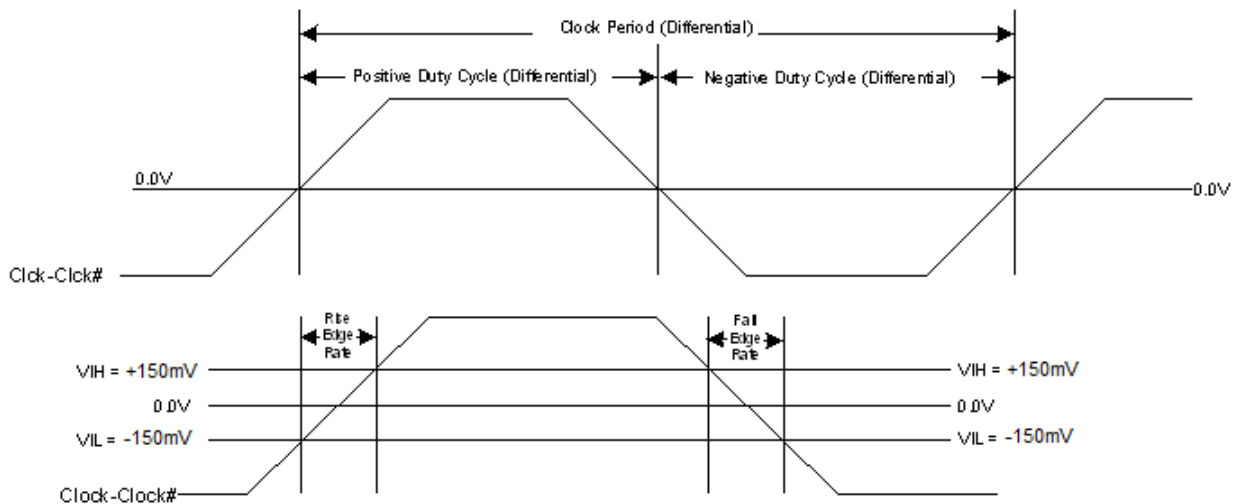 Clock Period (Differential)
Positive Duty Cycle (Differential)
Negative Duty Cycle (Differential)
0.0V
0.0V
Clck-Clck#
Rise
Edge
Rate
Fall
Edge
Rate
VIH = +150mV
VIH = +150mV
0.0V
0.0V
VIL = -150mV
VIL = -150mV
Clock-Clock#